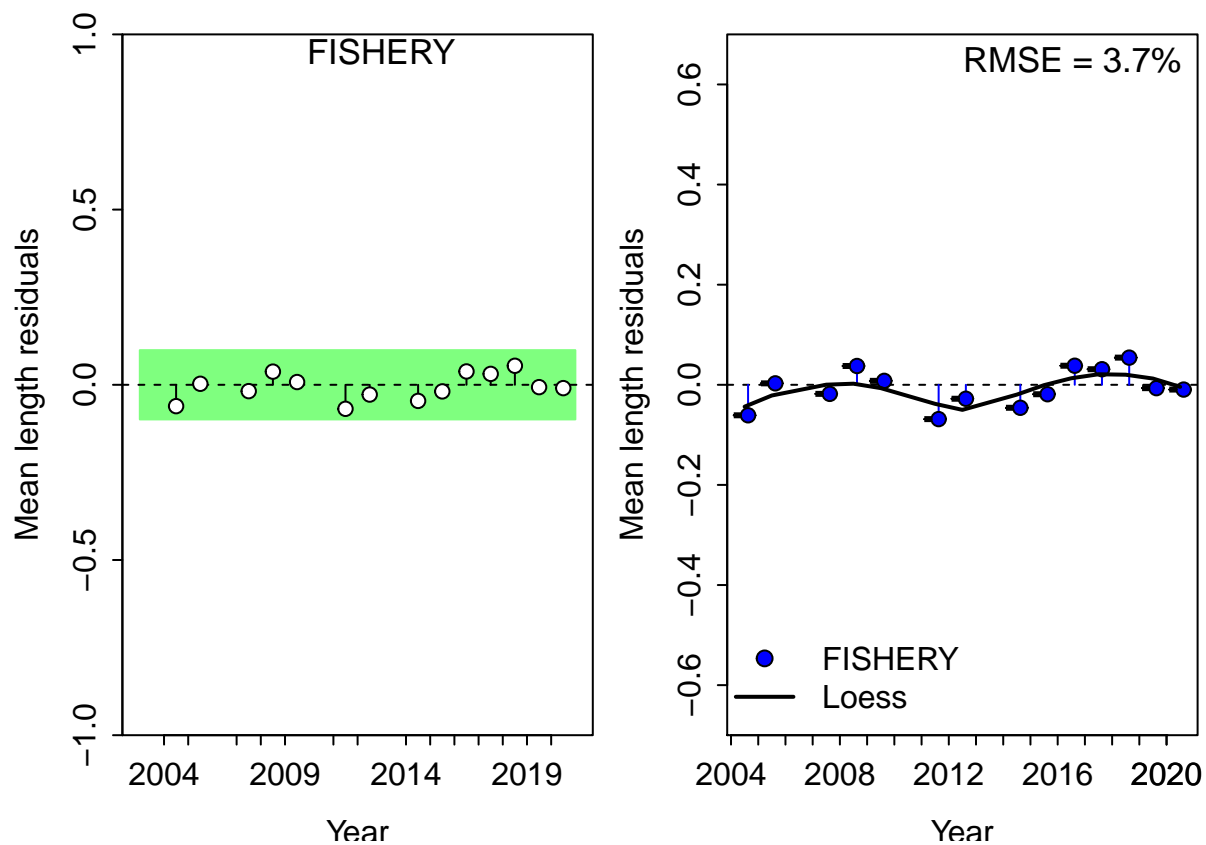 FISHERY
Mean length residuals
1.0
0.5
0.0
−0.5
−1.0
2004 2009 2014 2019
Year
RMSE = 3.7%
Mean length residuals
0.6
0.4
0.2
0.0
−0.2
−0.4
−0.6
FISHERY
Loess
2004 2008 2012 2016 2020
Year